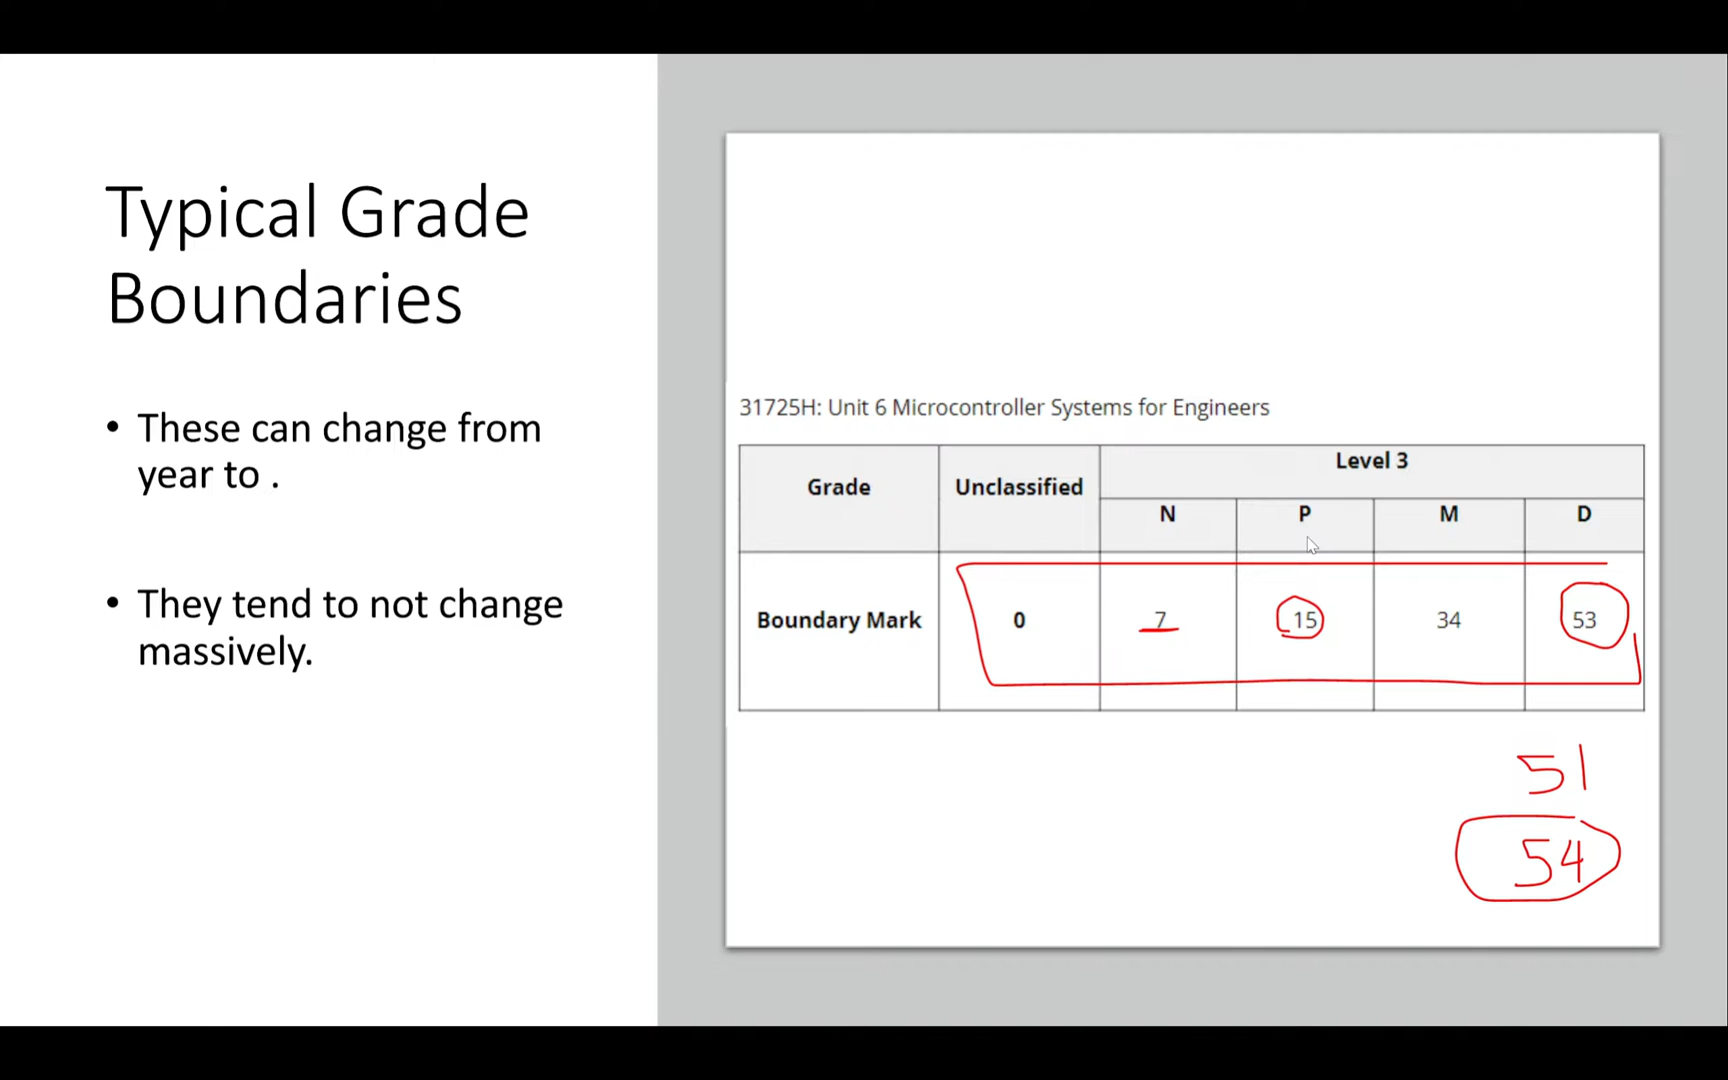 Typical Grade
Boundaries
• These can change from
year to .
• They tend to not change
massively.
31725H: Unit 6 Microcontroller Systems for Engineers
Grade Unclassified Level 3
N P M D
Boundary Mark 0 7 15 34 53
51
54